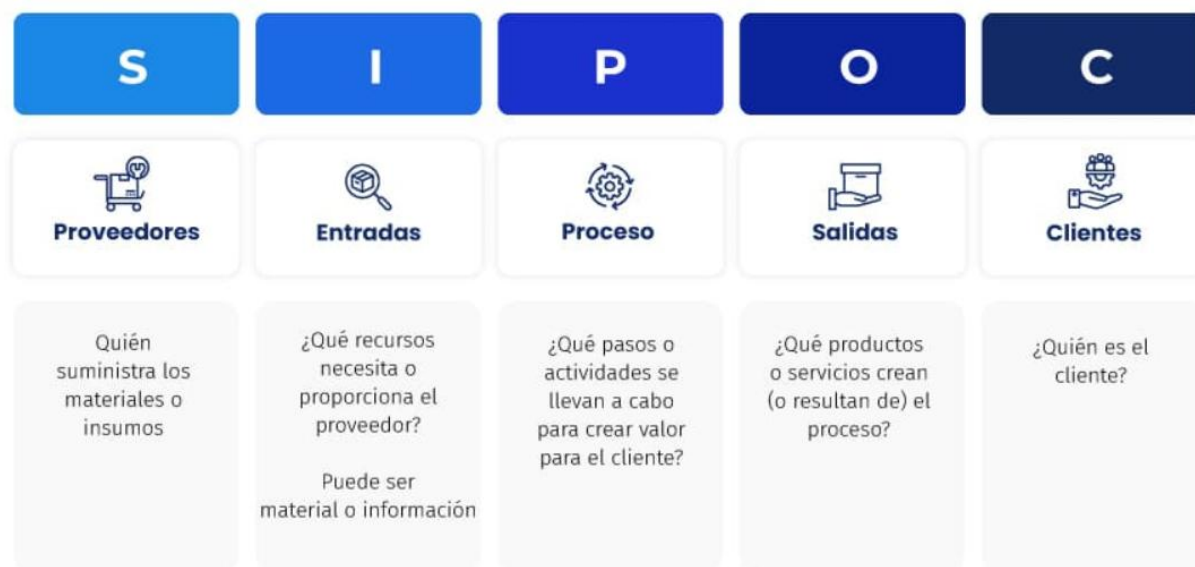 S
I
P
O
C
Proveedores
Entradas
Proceso
Salidas
Clientes
Quién
suministra los
materiales o
insumos
¿Qué recursos
necesita o
proporciona el
proveedor?
Puede ser
material o información
¿Qué pasos o
actividades se
llevan a cabo
para crear valor
para el cliente?
¿Qué productos
o servicios crean
(o resultan de) el
proceso?
¿Quién es el
cliente?